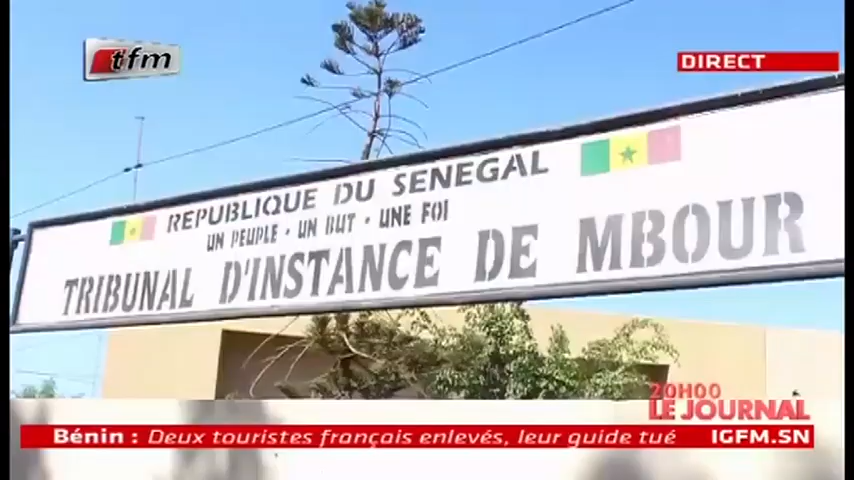 tfm
DIRECT
REPUBLIQUE DU SENEGAL
UN PEUPLE - UN BUT - UNE FOI
TRIBUNAL D'INSTANCE DE MBOUR
20H00
LE JOURNAL
Bénin : Deux touristes français enlevés, leur guide tué
IGFM.SN